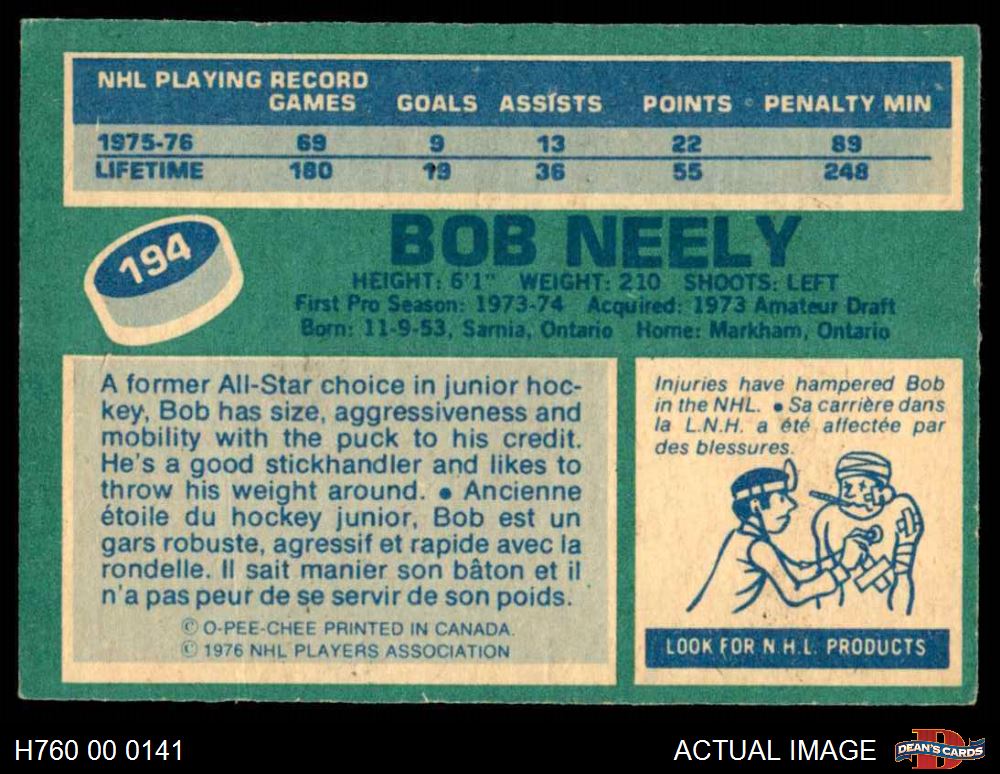 NHL PLAYING RECORD
GAMES GOALS ASSISTS POINTS PENALTY MIN
1975-76 69 9 13 22 89
LIFETIME 180 19 36 55 248
194
BOB NEELY
HEIGHT: 6'1" WEIGHT: 210 SHOOTS: LEFT
First Pro Season: 1973-74 Acquired: 1973 Amateur Draft
Born: 11-9-53, Sarnia, Ontario Home: Markham, Ontario
A former All-Star choice in junior hoc-
key, Bob has size, aggressiveness and
mobility with the puck to his credit.
He's a good stickhandler and likes to
throw his weight around. • Ancienne
étoile du hockey junior, Bob est un
gars robuste, agressif et rapide avec la
rondelle. Il sait manier son bâton et il
n'a pas peur de se servir de son poids.
© O-PEE-CHEE PRINTED IN CANADA.
© 1976 NHL PLAYERS ASSOCIATION
Injuries have hampered Bob
in the NHL. • Sa carrière dans
la L.N.H. a été affectée par
des blessures.
LOOK FOR N.H.L. PRODUCTS
H760 00 0141
ACTUAL IMAGE
D
DEAN'S CARDS